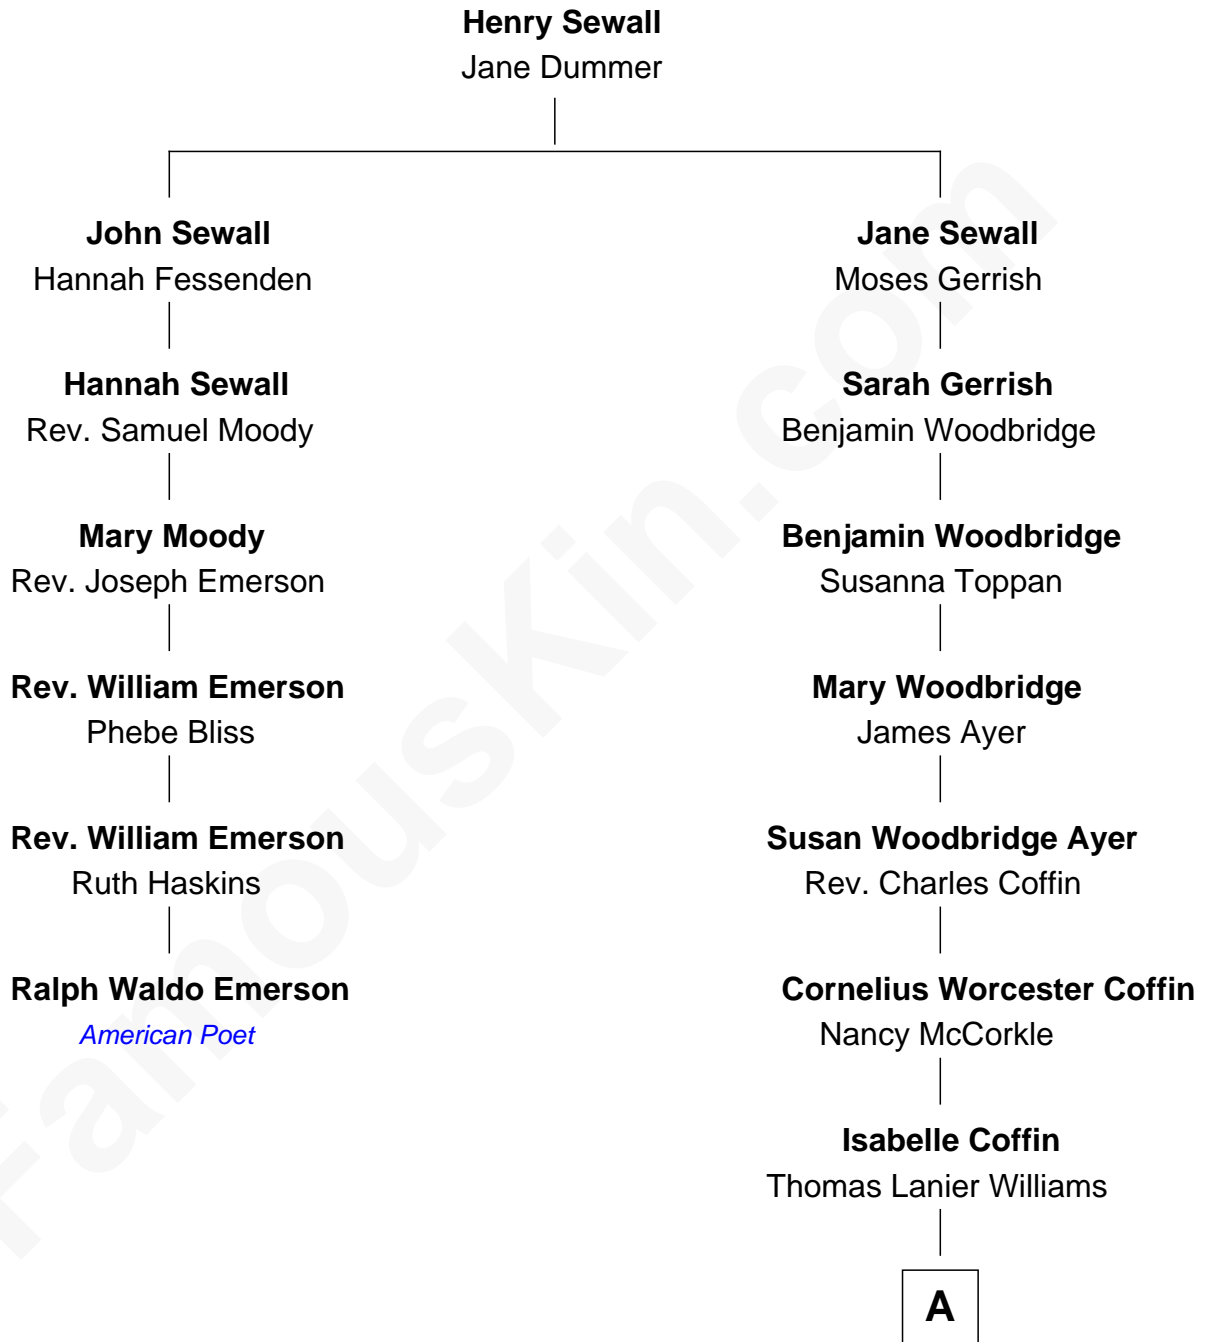 Henry Sewall
Jane Dummer
John Sewall
Hannah Fessenden
Hannah Sewall
Rev. Samuel Moody
Mary Moody
Rev. Joseph Emerson
Rev. William Emerson
Phebe Bliss
Rev. William Emerson
Ruth Haskins
Ralph Waldo Emerson
American Poet
Jane Sewall
Moses Gerrish
Sarah Gerrish
Benjamin Woodbridge
Benjamin Woodbridge
Susanna Toppan
Mary Woodbridge
James Ayer
Susan Woodbridge Ayer
Rev. Charles Coffin
Cornelius Worcester Coffin
Nancy McCorkle
Isabelle Coffin
Thomas Lanier Williams
A
FamousKin.com